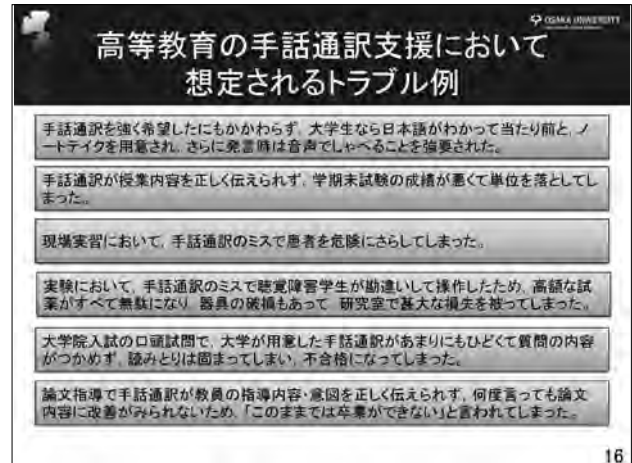 OSAKA UNIVERSITY
高等教育の手話通訳支援において
想定されるトラブル例
手話通訳を強く希望したにもかかわらず、大学生なら日本語がわかって当たり前と、ノ
ートテイクを用意され、さらに発言時は音声でしゃべることを強要された。
手話通訳が授業内容を正しく伝えられず、学期末試験の成績が悪くて単位を落としてし
まった。
現場実習において、手話通訳のミスで患者を危険にさらしてしまった。
実験において、手話通訳のミスで聴覚障害学生が勘違いして操作したため、高額な試
薬がすべて無駄になり、器具の破損もあって、研究室で甚大な損失を被ってしまった。
大学院入試の口頭試問で、大学が用意した手話通訳があまりにもひどくて質問の内容
がつかめず、読みとりは固まってしまい、不合格になってしまった。
論文指導で手話通訳が教員の指導内容・意図を正しく伝えられず、何度言っても論文
内容に改善がみられないため、「このままでは卒業ができない」と言われてしまった。
16